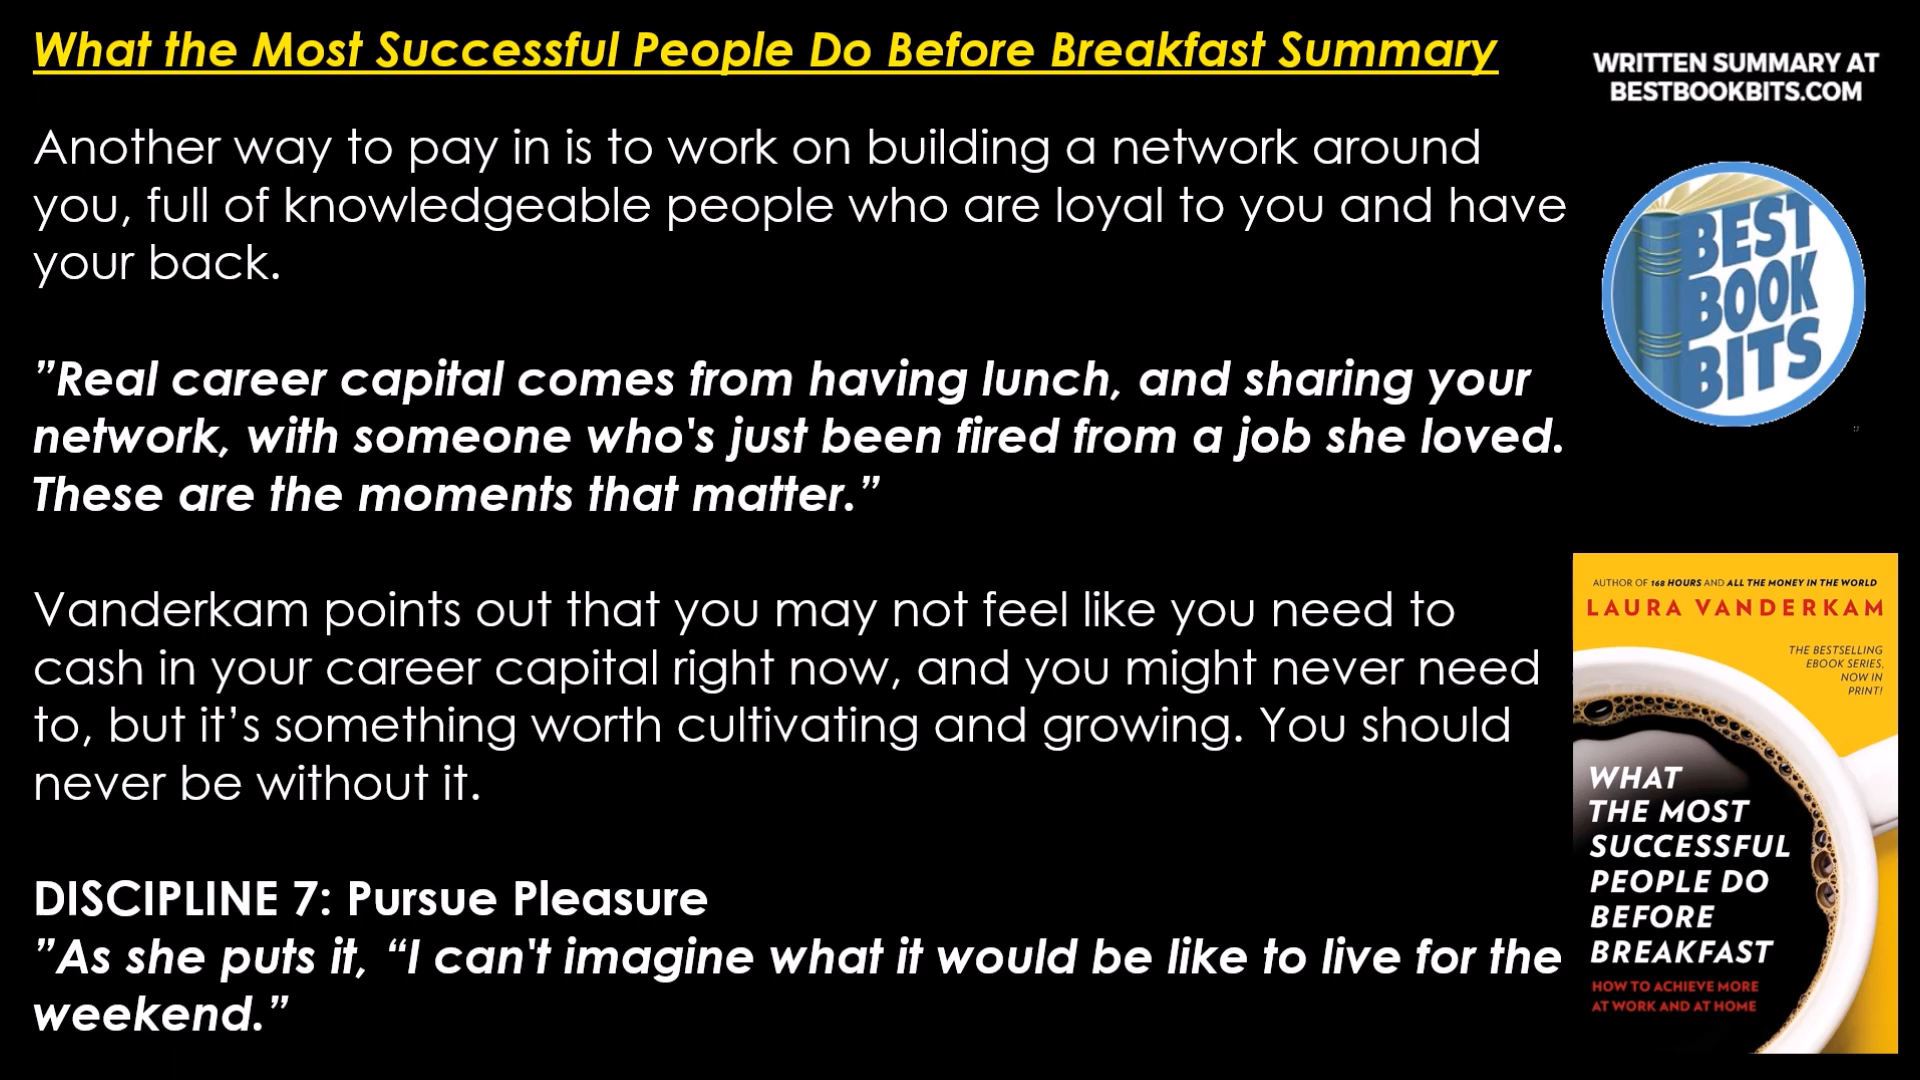 What the Most Successful People Do Before Breakfast Summary
WRITTEN SUMMARY AT
BESTBOOKBITS.COM
Another way to pay in is to work on building a network around
you, full of knowledgeable people who are loyal to you and have
your back.
BEST
BOOK
BITS
”Real career capital comes from having lunch, and sharing your
network, with someone who's just been fired from a job she loved.
These are the moments that matter.”
Vanderkam points out that you may not feel like you need to
cash in your career capital right now, and you might never need
to, but it’s something worth cultivating and growing. You should
never be without it.
DISCIPLINE 7: Pursue Pleasure
”As she puts it, “I can't imagine what it would be like to live for the
weekend.”
AUTHOR OF 168 HOURS AND ALL THE MONEY IN THE WORLD
LAURA VANDERKAM
THE BESTSELLING
EBOOK SERIES,
NOW IN
PRINT!
WHAT
THE MOST
SUCCESSFUL
PEOPLE DO
BEFORE
BREAKFAST
HOW TO ACHIEVE MORE
AT WORK AND AT HOME